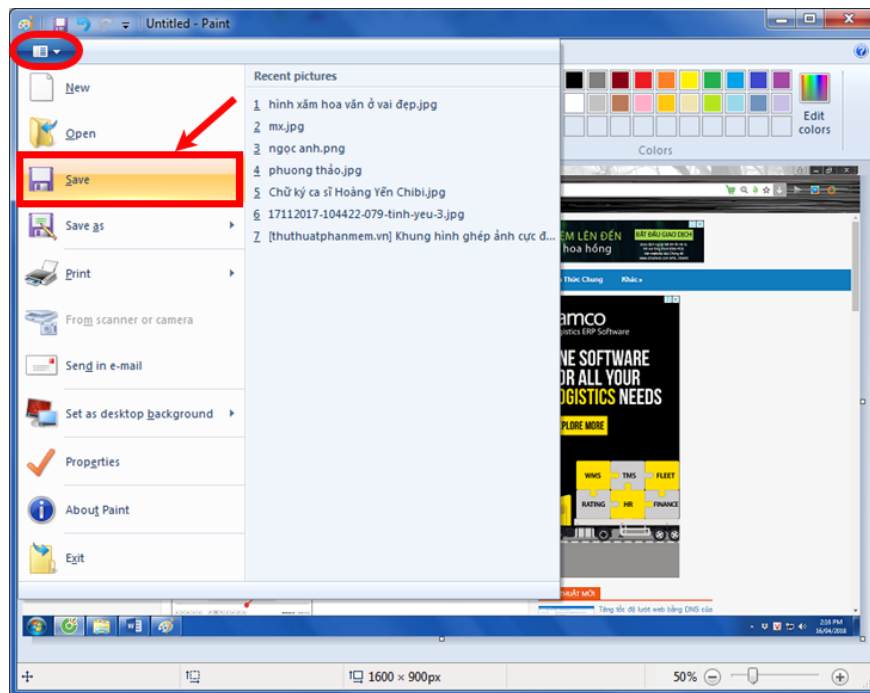 Untitled - Paint
New
Open
Save
Save as
Print
From scanner or camera
Send in e-mail
Set as desktop background
Properties
About Paint
Exit
Recent pictures
1 hình xăm hoa văn ở vai đẹp.jpg
2 mx.jpg
3 ngọc anh.png
4 phuong thảo.jpg
5 Chữ ký ca sĩ Hoàng Yến Chibi.jpg
6 17112017-104422-079-tinh-yeu-3.jpg
7 [thuthuatphanmem.vn] Khung hình ghép ảnh cực đ...
Edit
colors
Colors
ÊM LÊN ĐẾN
hoa hồng
BẮT ĐẦU GIAO DỊCH
Thức Chung Khác»
amco
gistics ERP Software
NE SOFTWARE
OR ALL YOUR
OGISTICS NEEDS
XPLORE MORE
WMS TMS FLEET
RATING HR FINANCE
THUẬT MỚI
Tăng tốc độ lướt web bằng DNS của
2:18 PM
16/04/2018
1600 × 900px
50%